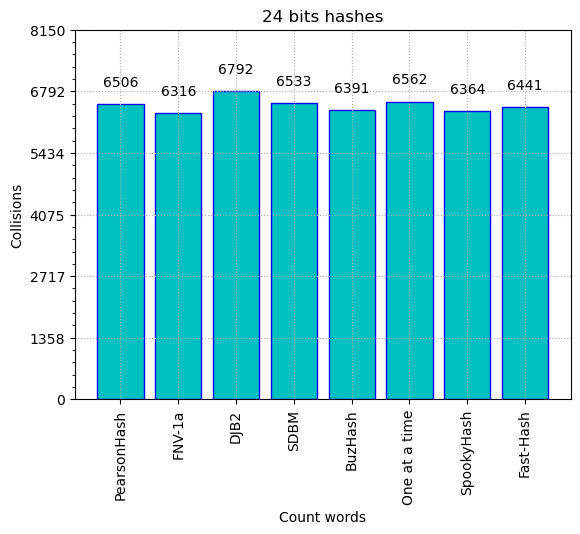 24 bits hashes
8150
6792
5434
4075
2717
1358
0
Collisions
6506
6316
6792
6533
6391
6562
6364
6441
PearsonHash
FNV-1a
DJB2
SDBM
BuzHash
One at a time
SpookyHash
Fast-Hash
Count words